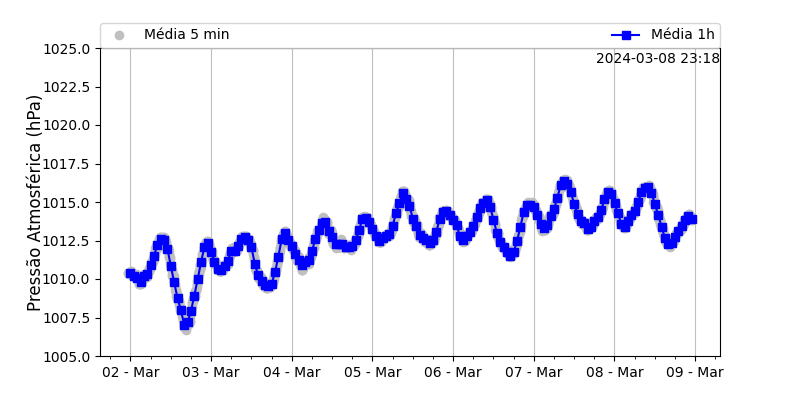 Média 5 min
Média 1h
2024-03-08 23:18
Pressão Atmosférica (hPa)
1025.0
1022.5
1020.0
1017.5
1015.0
1012.5
1010.0
1007.5
1005.0
02 - Mar
03 - Mar
04 - Mar
05 - Mar
06 - Mar
07 - Mar
08 - Mar
09 - Mar